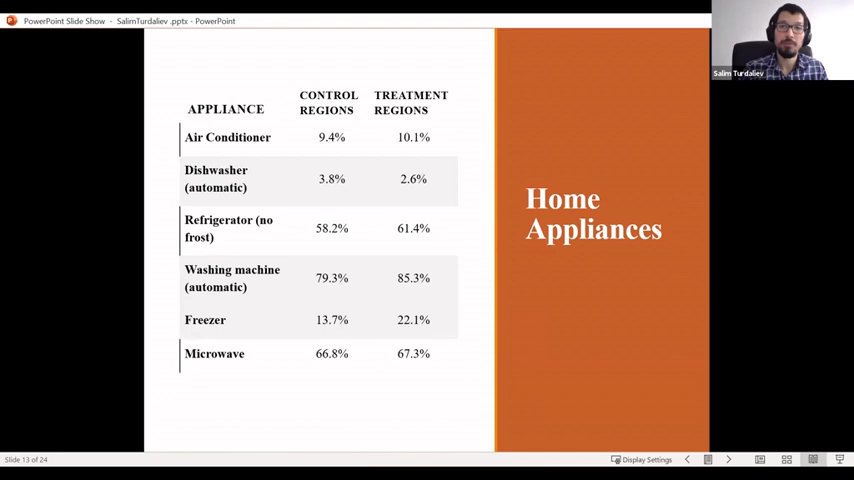 PowerPoint Slide Show - SalimTurdaliev .pptx - PowerPoint
Salim Turdaliev
APPLIANCE CONTROL REGIONS TREATMENT REGIONS
Air Conditioner 9.4% 10.1%
Dishwasher (automatic) 3.8% 2.6%
Refrigerator (no frost) 58.2% 61.4%
Washing machine (automatic) 79.3% 85.3%
Freezer 13.7% 22.1%
Microwave 66.8% 67.3%
Home
Appliances
Slide 13 of 24
Display Settings